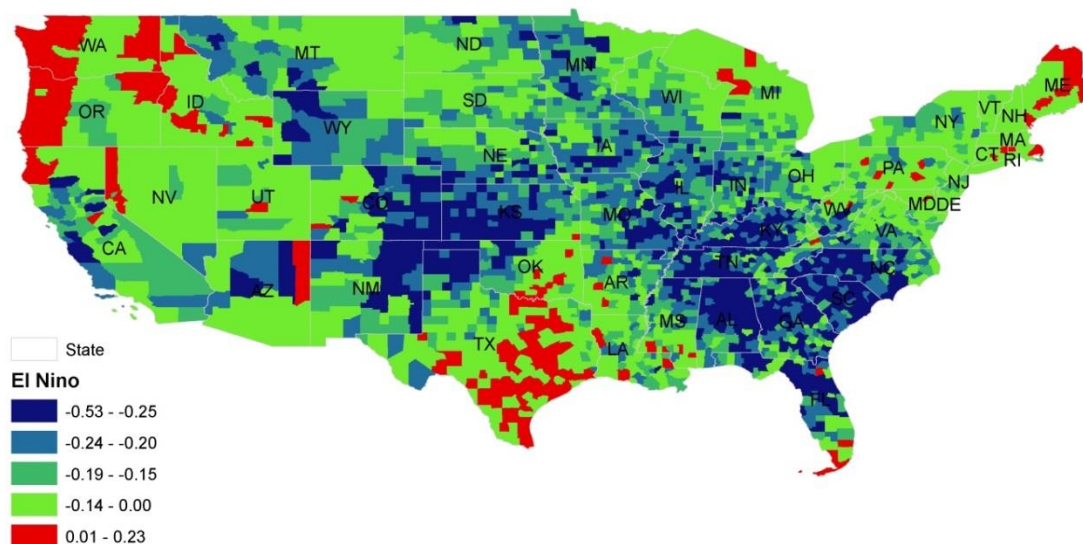 WA
MT
ND
MN
ME
OR
ID
SD
WI
MI
NY
VT
NH
WY
MA
CT
RI
IA
NE
PA
NJ
NV
UT
CO
IL
IN
OH
MD
DE
KS
MO
WV
VA
KY
CA
AZ
NM
OK
AR
TN
NC
SC
TX
LA
MS
AL
GA
FL
State
El Nino
-0.53 - -0.25
-0.24 - -0.20
-0.19 - -0.15
-0.14 - 0.00
0.01 - 0.23